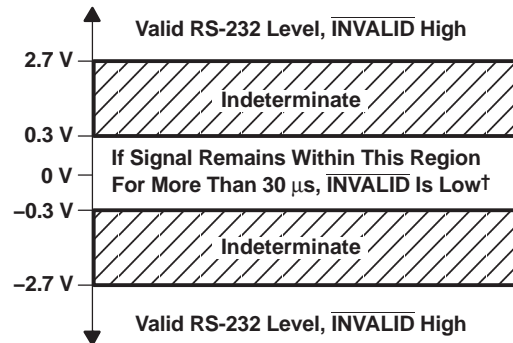 Valid RS-232 Level, INVALID High
2.7 V
Indeterminate
0.3 V
If Signal Remains Within This Region
0 V
For More Than 30 μs, INVALID Is Low†
−0.3 V
Indeterminate
−2.7 V
Valid RS-232 Level, INVALID High